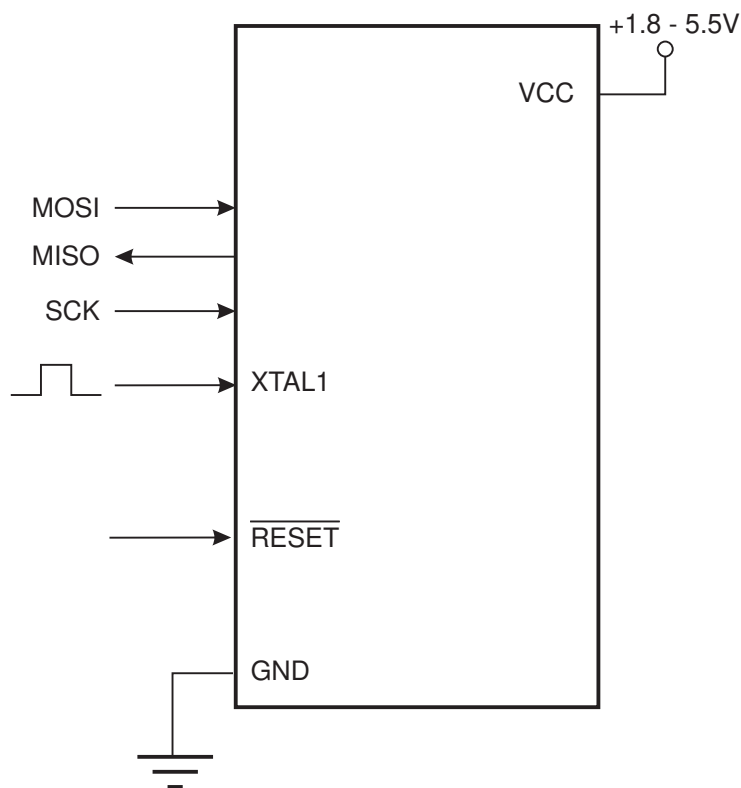 +1.8 - 5.5V
VCC
MOSI
MISO
SCK
XTAL1
RESET
GND